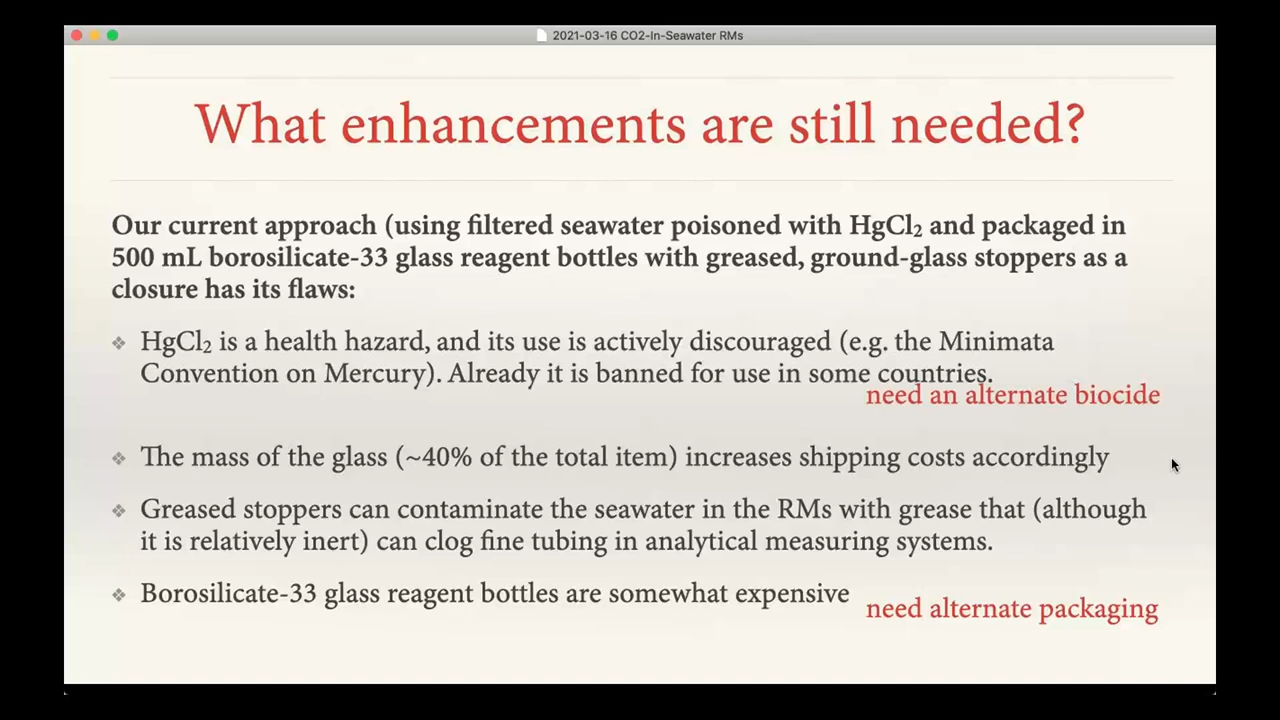 2021-03-16 CO2-In-Seawater RMs
What enhancements are still needed?
Our current approach (using filtered seawater poisoned with HgCl₂ and packaged in
500 mL borosilicate-33 glass reagent bottles with greased, ground-glass stoppers as a
closure has its flaws:
❖ HgCl₂ is a health hazard, and its use is actively discouraged (e.g. the Minimata
Convention on Mercury). Already it is banned for use in some countries.
need an alternate biocide
❖ The mass of the glass (~40% of the total item) increases shipping costs accordingly
❖ Greased stoppers can contaminate the seawater in the RMs with grease that (although
it is relatively inert) can clog fine tubing in analytical measuring systems.
❖ Borosilicate-33 glass reagent bottles are somewhat expensive
need alternate packaging